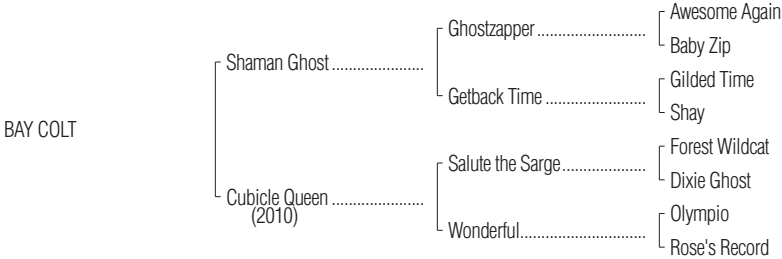 Awesome Again
Ghostzapper ..........................
Baby Zip
Shaman Ghost ......................
Gilded Time
Getback Time ........................
Shay
BAY COLT
Forest Wildcat
Salute the Sarge.....................
Dixie Ghost
Cubicle Queen ......................
(2010)
Olympio
Wonderful...............................
Rose's Record